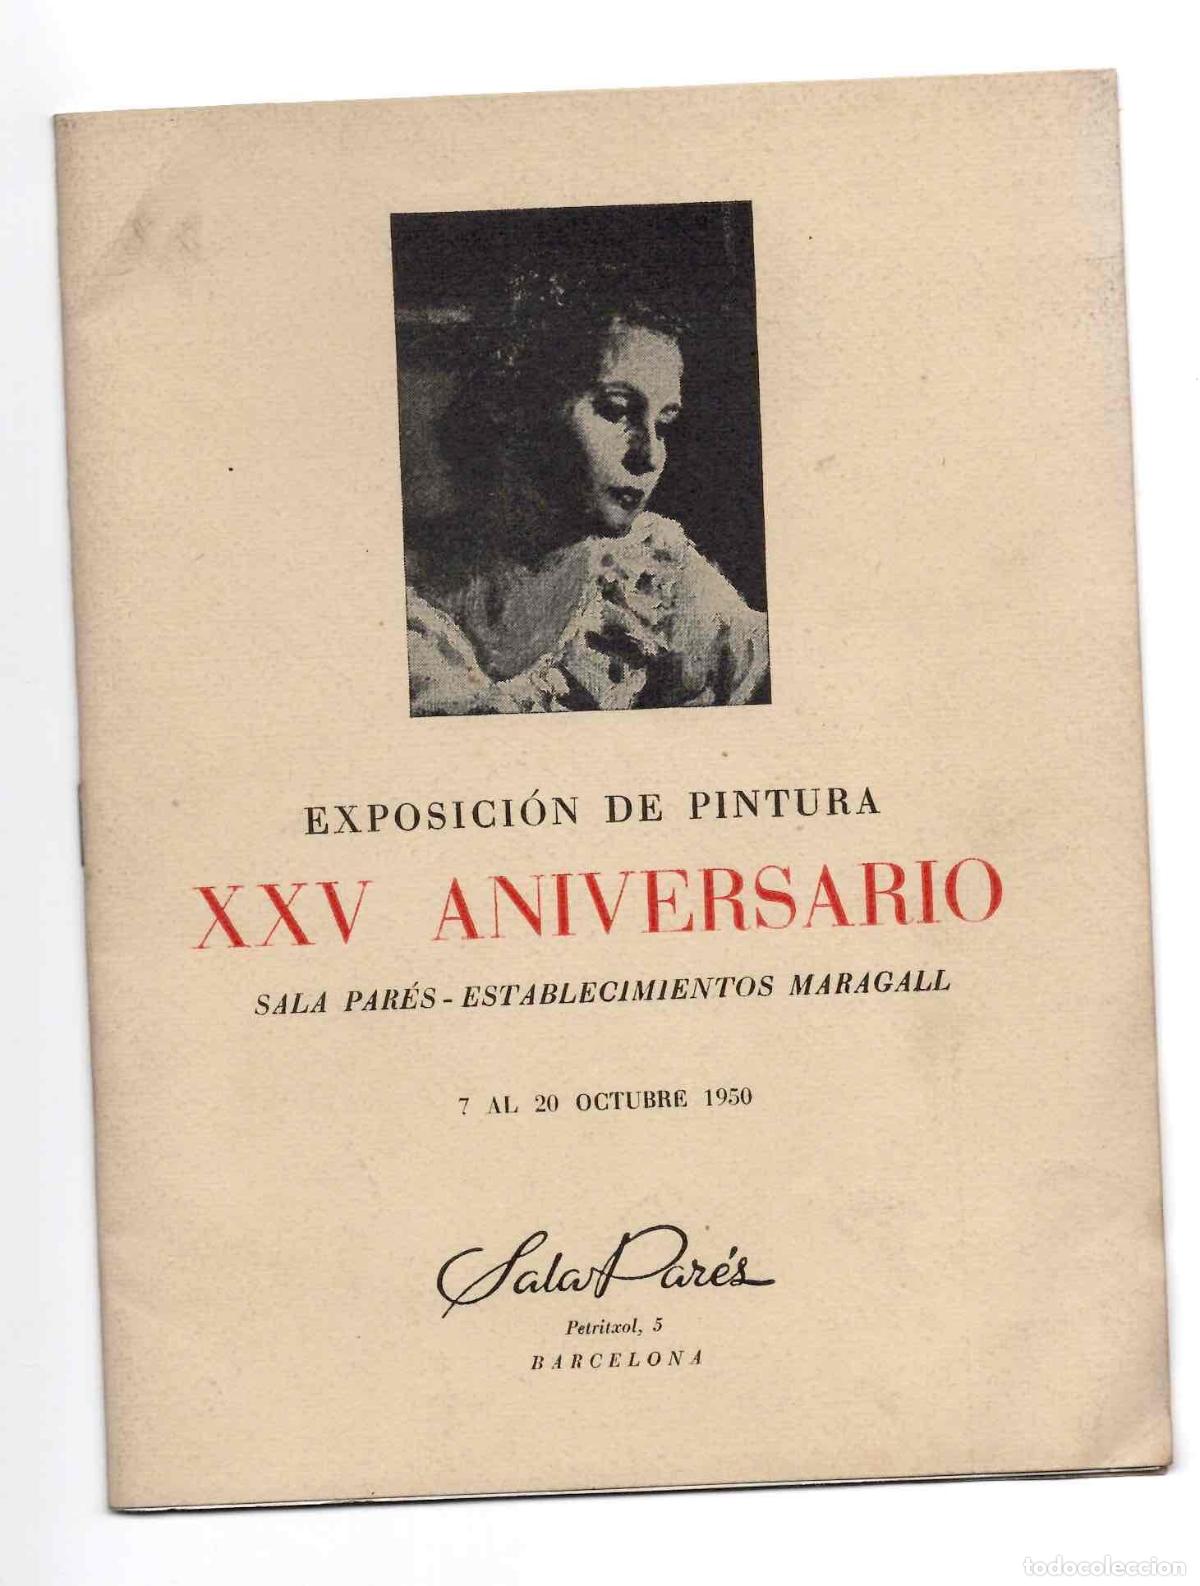 EXPOSICIÓN DE PINTURA
XXV ANIVERSARIO
SALA PARÉS - ESTABLECIMIENTOS MARAGALL
7 AL 20 OCTUBRE 1950
Sala Parés
Petritxol, 5
BARCELONA
todocoleccion